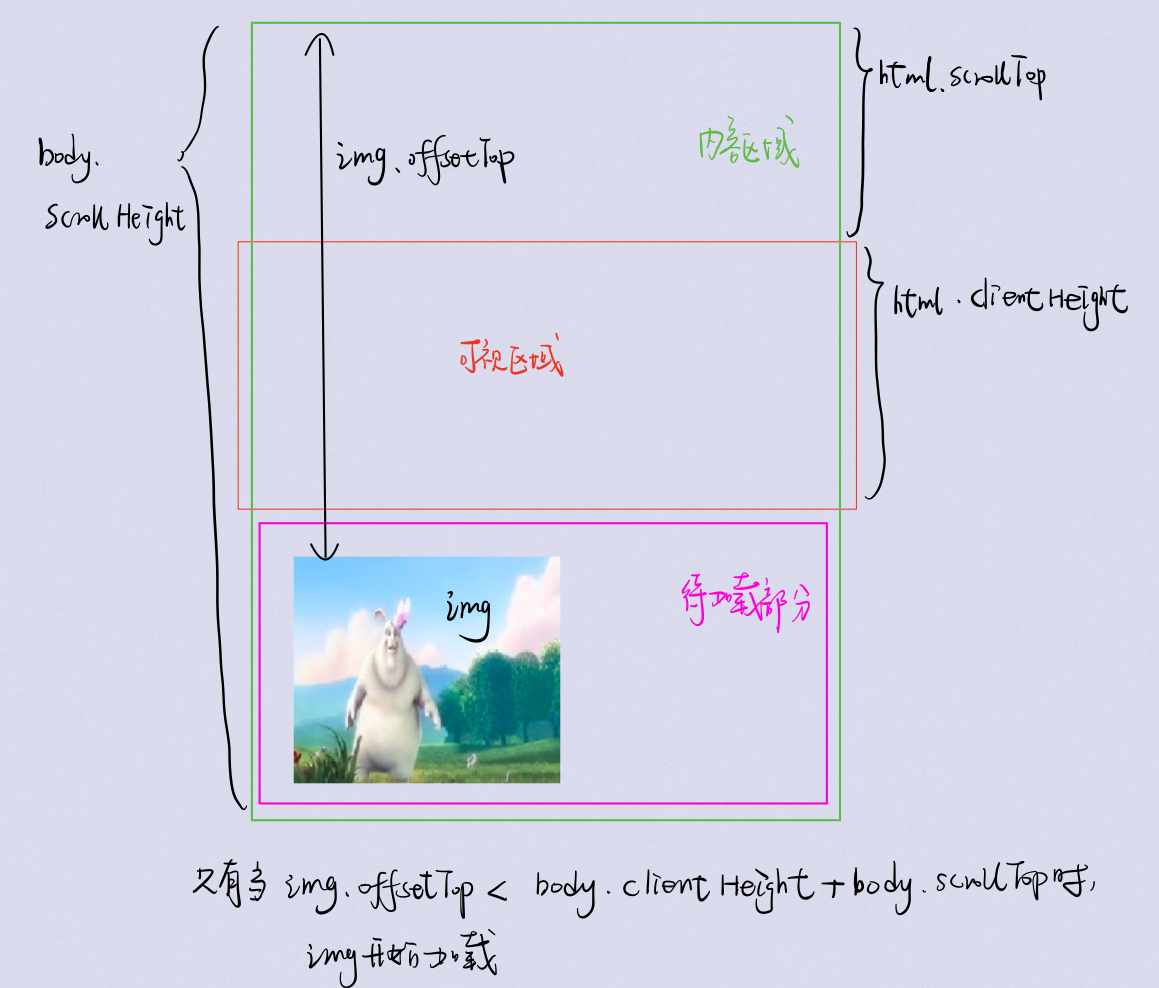 html.scrollTop
body.
scrollHeight
img.offsetTop
内容区域
html.clientHeight
可视区域
img
待加载部分
只有当 img.offsetTop < body.clientHeight + body.scrollTop时,
img开始加载